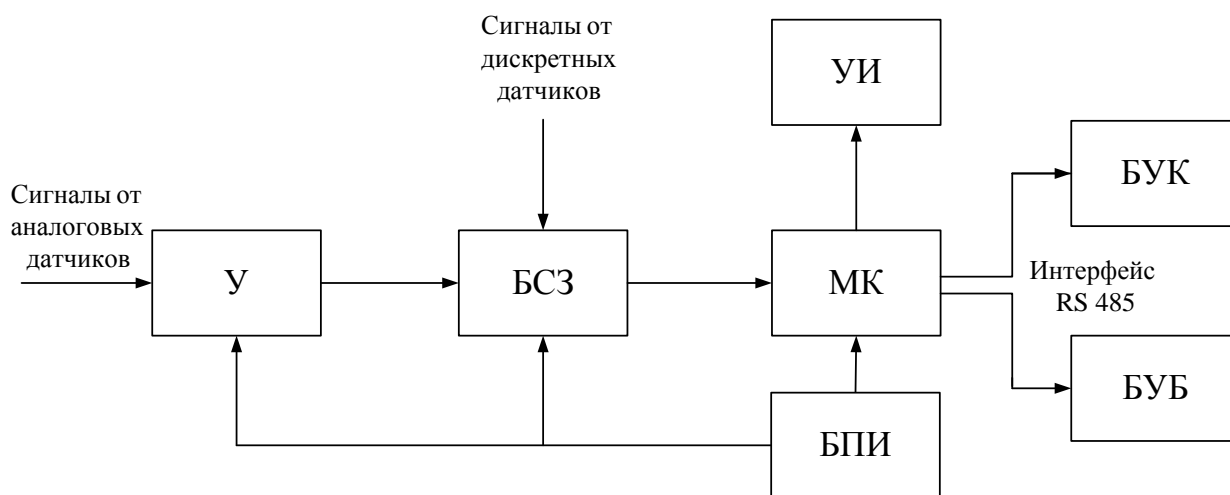 Сигналы от
дискретных
датчиков
УИ
БУК
Сигналы от
аналоговых
датчиков
У
БСЗ
МК
Интерфейс
RS 485
БУБ
БПИ